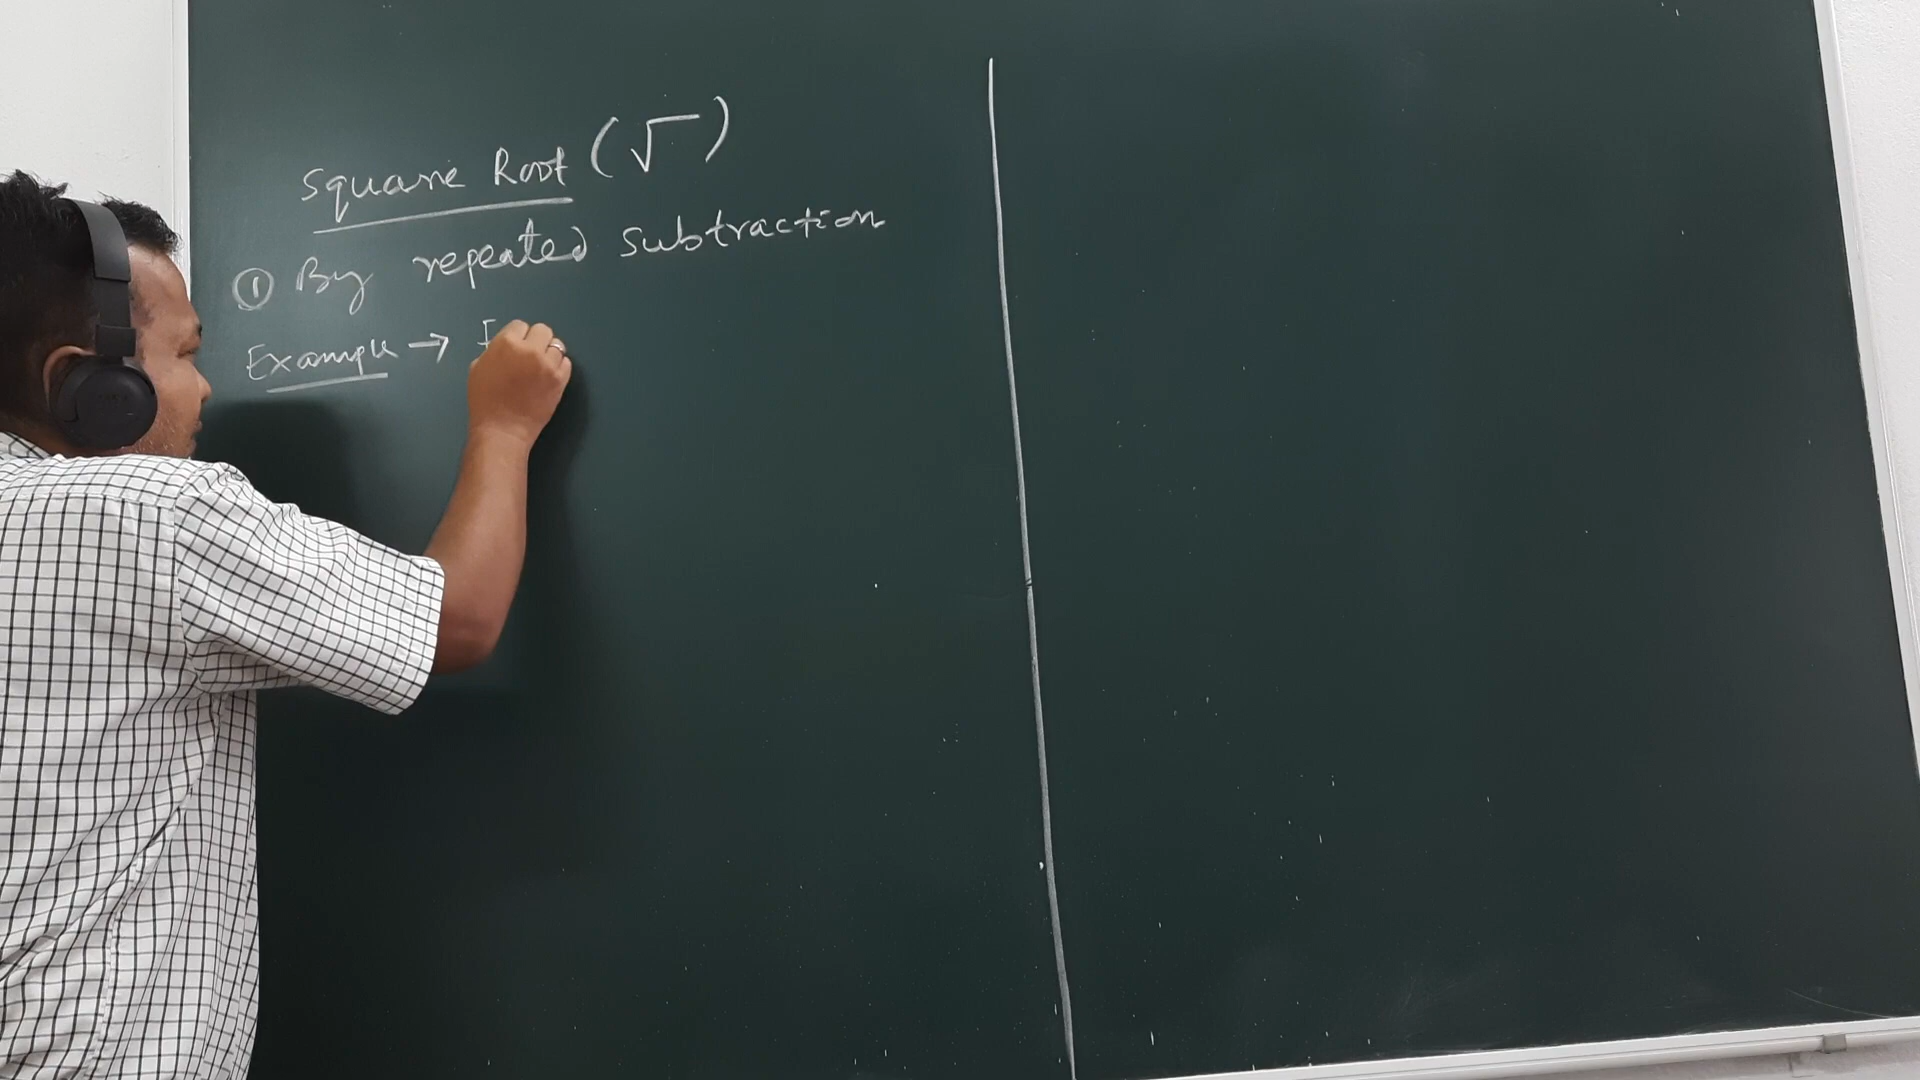 Square Root (√)
① By repeated subtraction
Example →